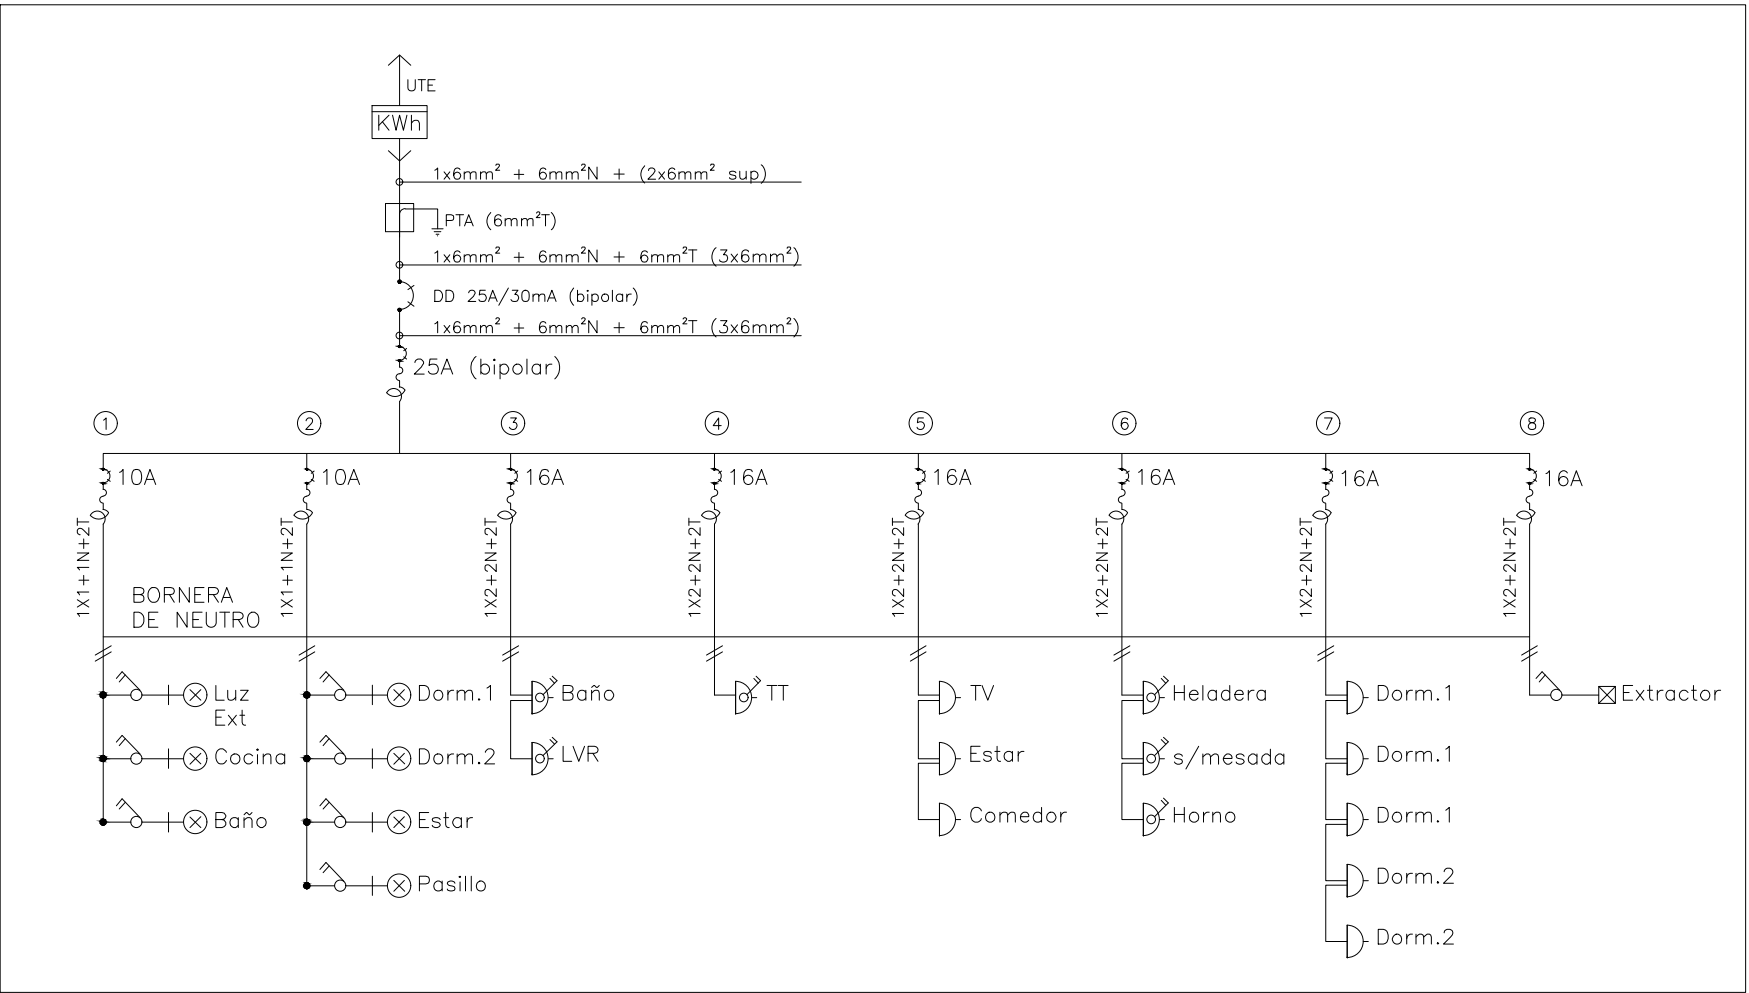 UTE
KWh
1x6mm² + 6mm²N + (2x6mm² sup)
PTA (6mm²T)
1x6mm² + 6mm²N + 6mm²T (3x6mm²)
DD 25A/30mA (bipolar)
1x6mm² + 6mm²N + 6mm²T (3x6mm²)
25A (bipolar)
1 2 3 4 5 6 7 8
10A 10A 16A 16A 16A 16A 16A 16A
1X1+1N+2T 1X1+1N+2T 1X2+2N+2T 1X2+2N+2T 1X2+2N+2T 1X2+2N+2T 1X2+2N+2T 1X2+2N+2T
BORNERA
DE NEUTRO
Luz
Ext
Cocina
Baño
Dorm.1
Dorm.2
Estar
Pasillo
Baño
LVR
TT
TV
Estar
Comedor
Heladera
s/mesada
Horno
Dorm.1
Dorm.1
Dorm.1
Dorm.2
Dorm.2
Extractor